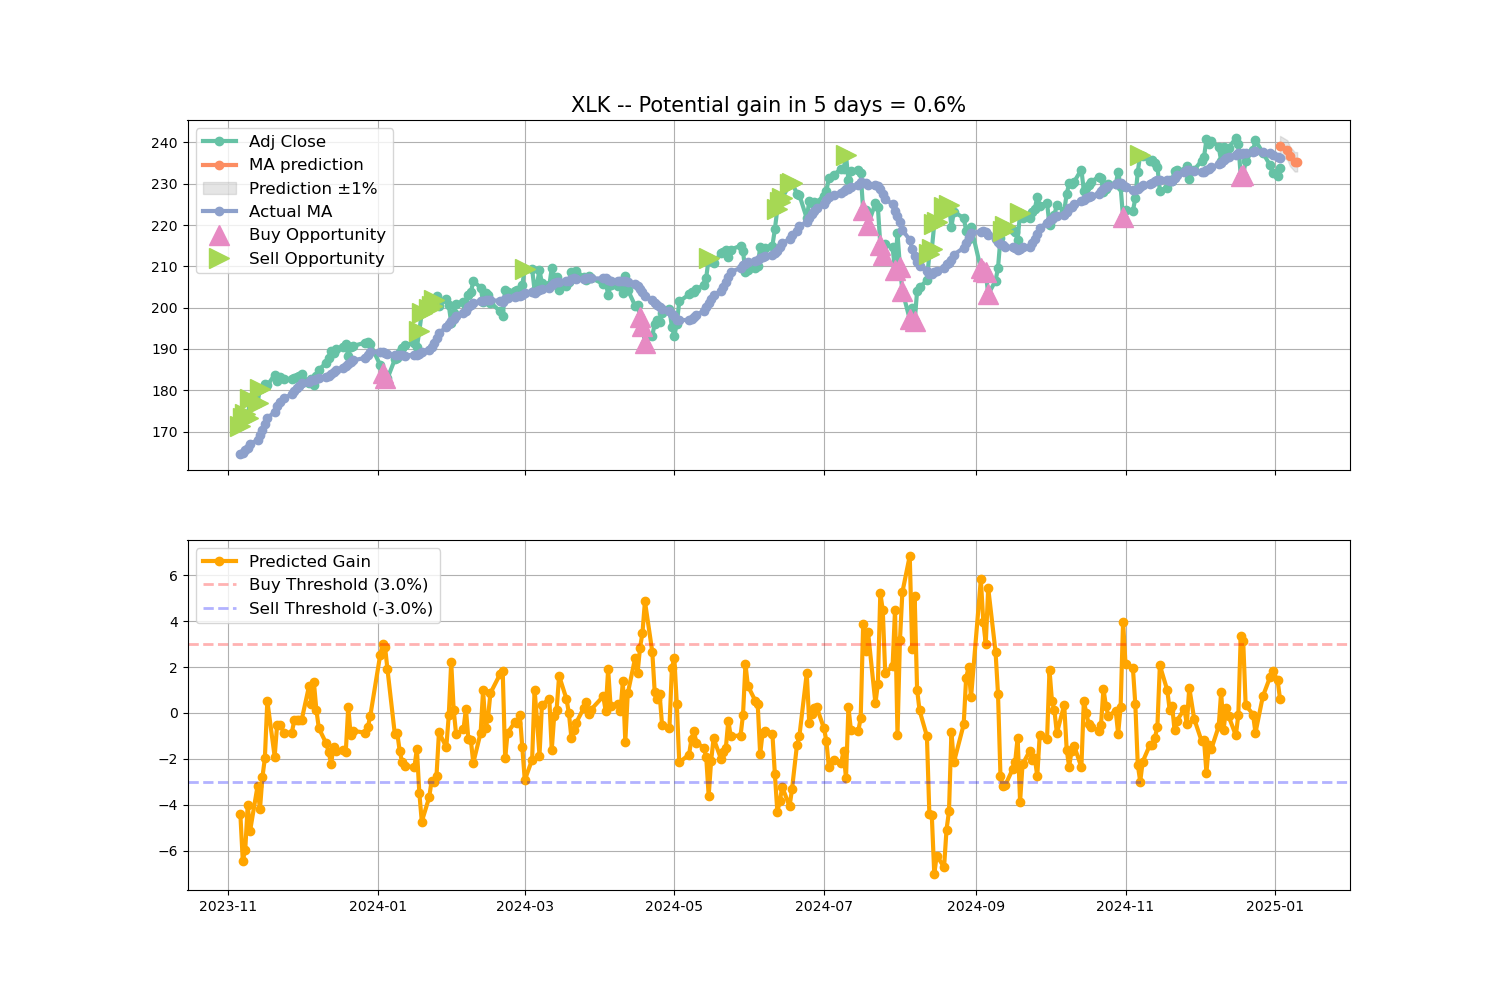 XLK -- Potential gain in 5 days = 0.6%
240
230
220
210
200
190
180
170
Adj Close
MA prediction
Prediction ±1%
Actual MA
Buy Opportunity
Sell Opportunity
6
4
2
0
−2
−4
−6
Predicted Gain
Buy Threshold (3.0%)
Sell Threshold (-3.0%)
2023-11
2024-01
2024-03
2024-05
2024-07
2024-09
2024-11
2025-01